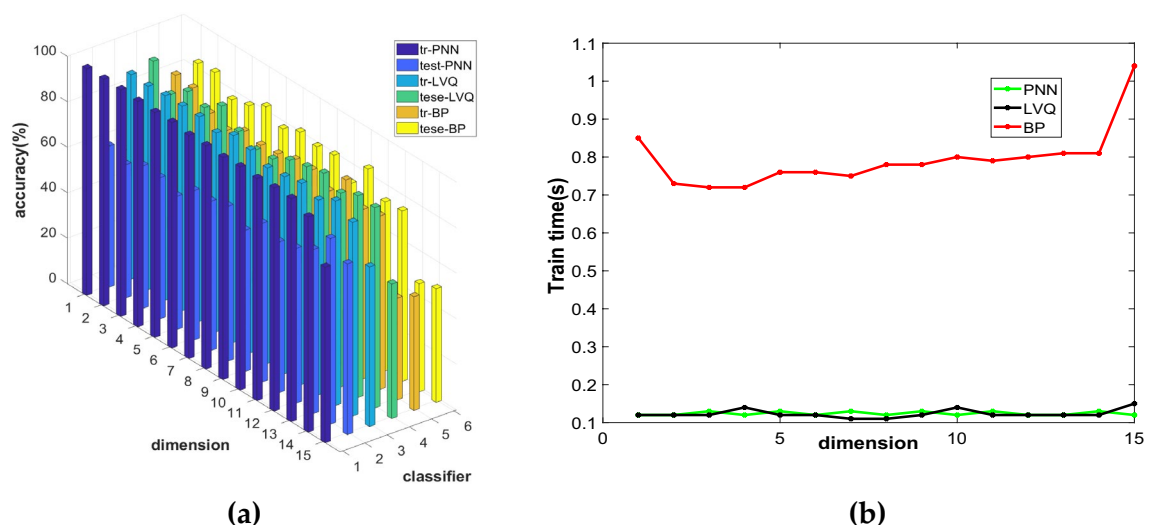 100
80
60
40
20
0
accuracy(%)
1
2
3
4
5
6
7
8
9
10
11
12
13
14
15
dimension
1
2
3
4
5
6
classifier
tr-PNN
test-PNN
tr-LVQ
tese-LVQ
tr-BP
tese-BP
(a)
1.1
1
0.9
0.8
0.7
0.6
0.5
0.4
0.3
0.2
0.1
Train time(s)
0
5
10
15
dimension
PNN
LVQ
BP
(b)